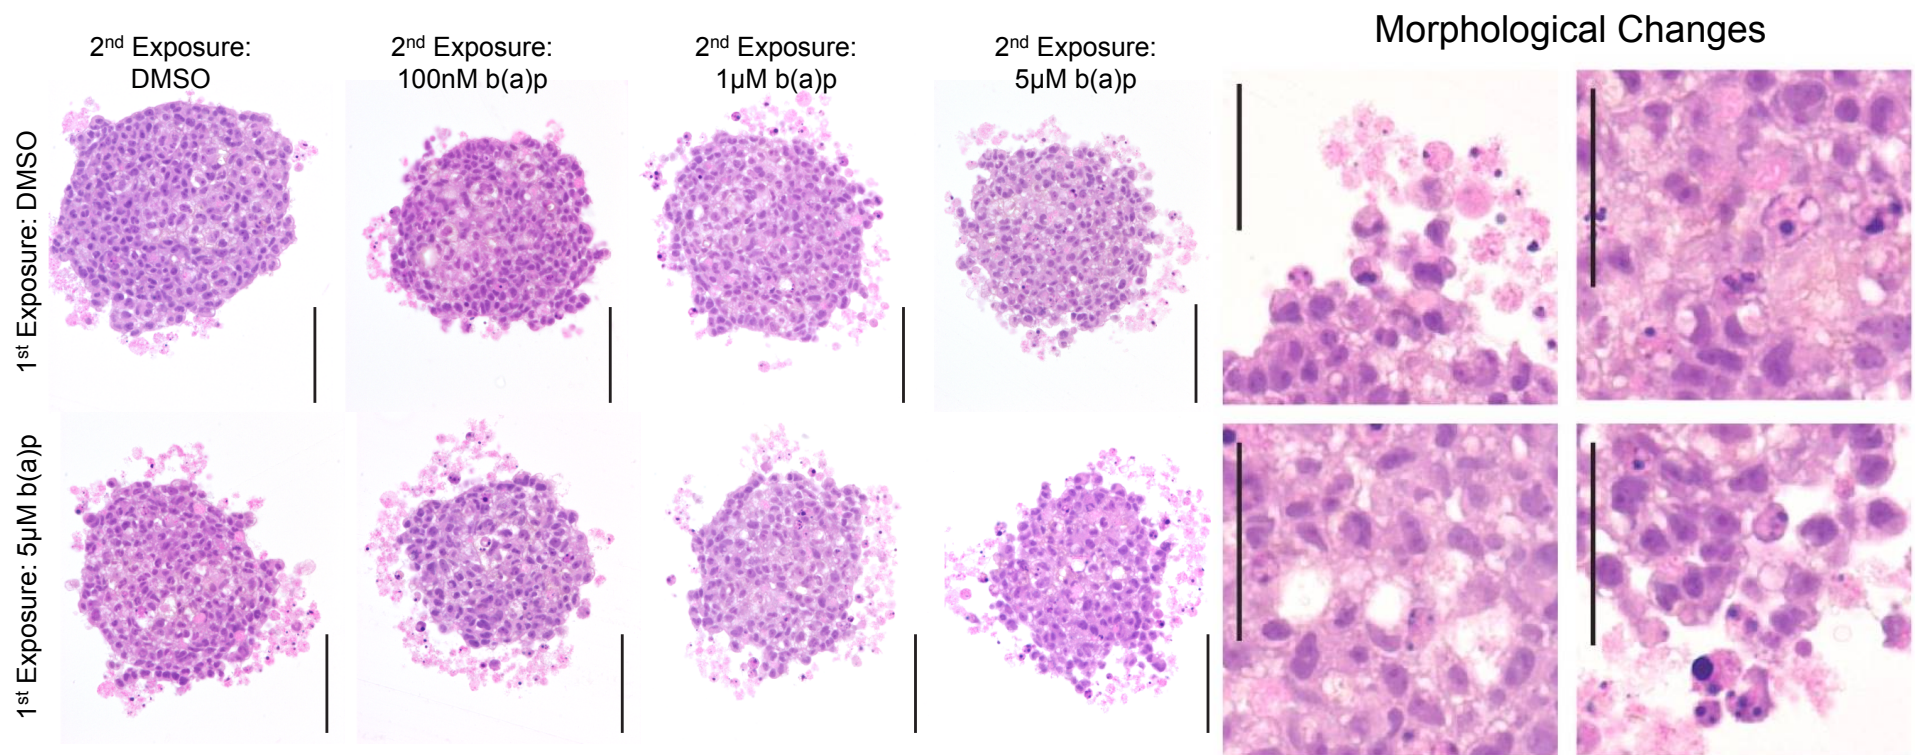 Morphological Changes
2nd Exposure:
DMSO
2nd Exposure:
100nM b(a)p
2nd Exposure:
1µM b(a)p
2nd Exposure:
5µM b(a)p
1st Exposure: DMSO
1st Exposure: 5µM b(a)p